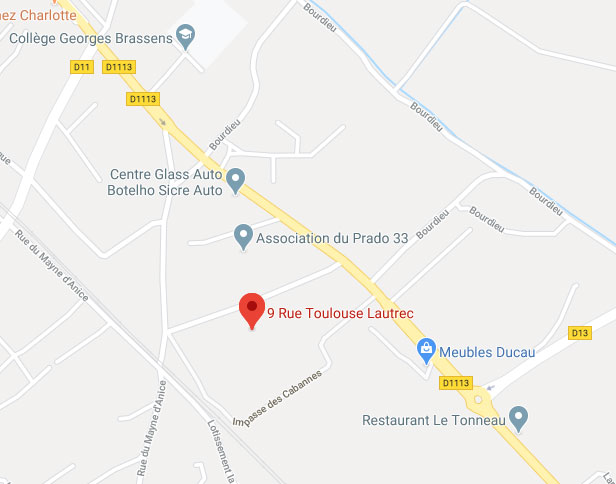 nez Charlotte
Bourdieu
Collège Georges Brassens
D11
D1113
D1113
Bourdieu
Bourdieu
Centre Glass Auto
Botelho Sicre Auto
Bourdieu
Bourdieu
Association du Prado 33
Rue du Mayne d'Anice
9 Rue Toulouse Lautrec
D13
Meubles Ducau
D1113
Impasse des Cabannes
Rue du Mayne d'Anice
Restaurant Le Tonneau
Lotissement la